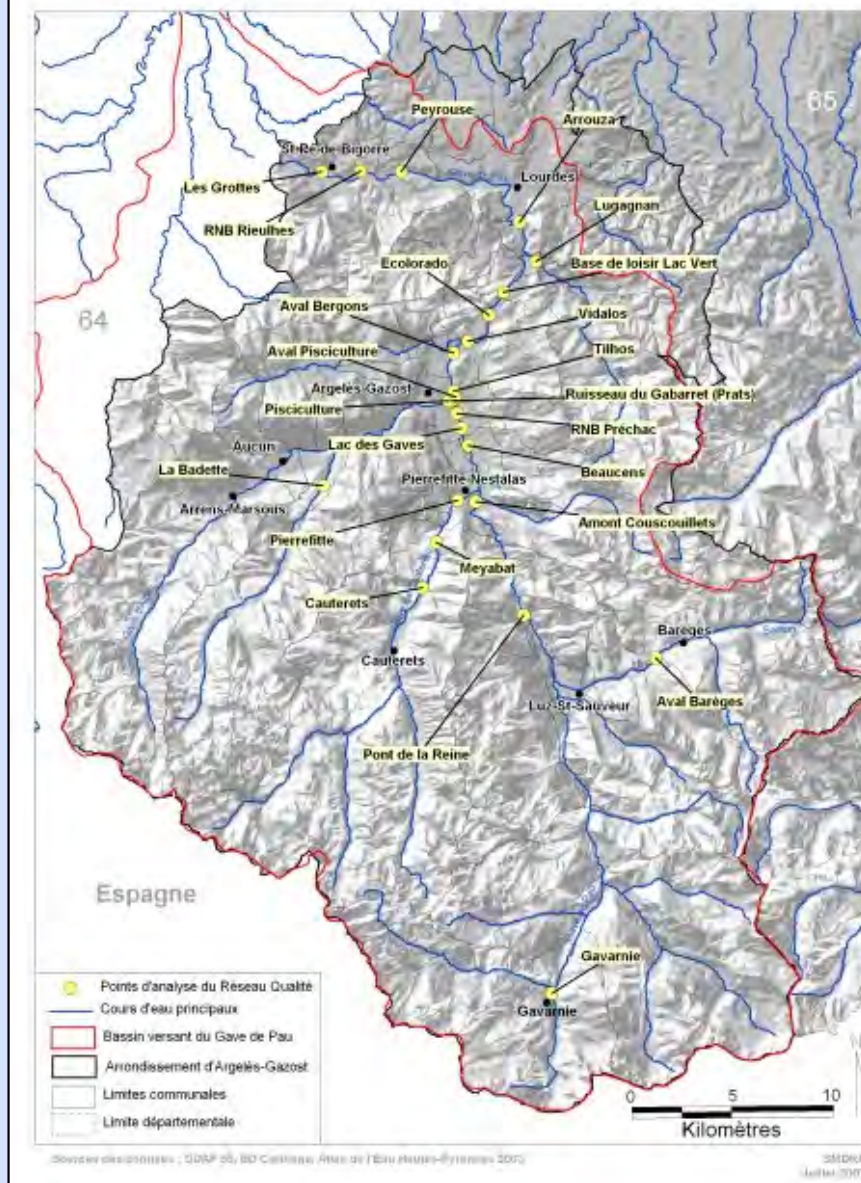 Peyrouse
Arrouza
65
St-Pé-de-Bigorre
Les Grottes
Lourdes
RNB Rieulhes
Lugagnan
Ecolorado
Base de loisir Lac Vert
Aval Bergons
64
Vidalos
Aval Pisciculture
Tilhos
Argelès-Gazost
Ruisseau du Gabarret (Prats)
Pisciculture
RNB Préchac
Lac des Gaves
Aucun
Beaucens
La Badette
Pierrefitte-Nestalas
Arrens-Marsous
Amont Couscouillets
Pierrefitte
Meyabat
Cauterets
Barèges
Cauterets
Luz-St-Sauveur
Aval Barèges
Pont de la Reine
Espagne
Gavarnie
Gavarnie
Points d'analyse du Réseau Qualité
Cours d'eau principaux
Bassin versant du Gave de Pau
Arrondissement d'Argelès-Gazost
Limites communales
Limite départementale
0 5 10
Kilomètres